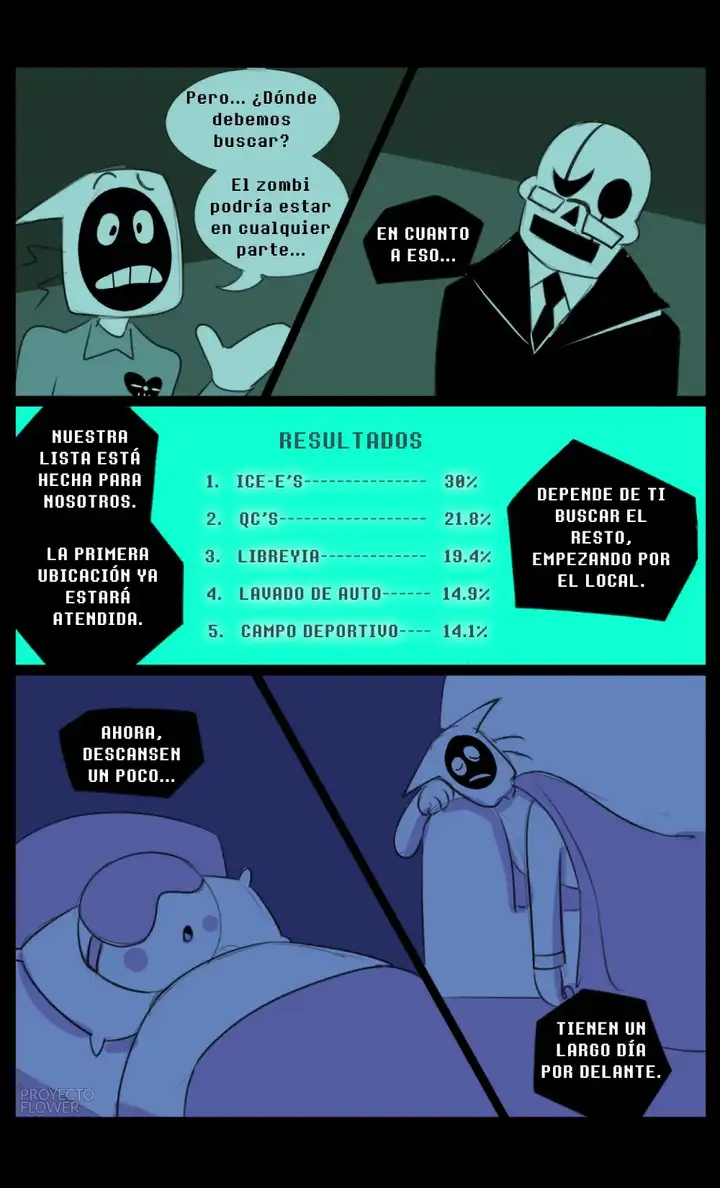 Pero... ¿Dónde
debemos
buscar?
El zombi
podría estar
en cualquier
parte...
EN CUANTO
A ESO...
NUESTRA
LISTA ESTÁ
HECHA PARA
NOSOTROS.
LA PRIMERA
UBICACIÓN YA
ESTARÁ
ATENDIDA.
RESULTADOS
1. ICE-E'S--------------- 30%
2. QC'S------------------ 21.8%
3. LIBREYIA------------- 19.4%
4. LAVADO DE AUTO------ 14.9%
5. CAMPO DEPORTIVO---- 14.1%
DEPENDE DE TI
BUSCAR EL
RESTO,
EMPEZANDO POR
EL LOCAL.
AHORA,
DESCANSEN
UN POCO...
TIENEN UN
LARGO DÍA
POR DELANTE.
PROYECTO
FLOWER